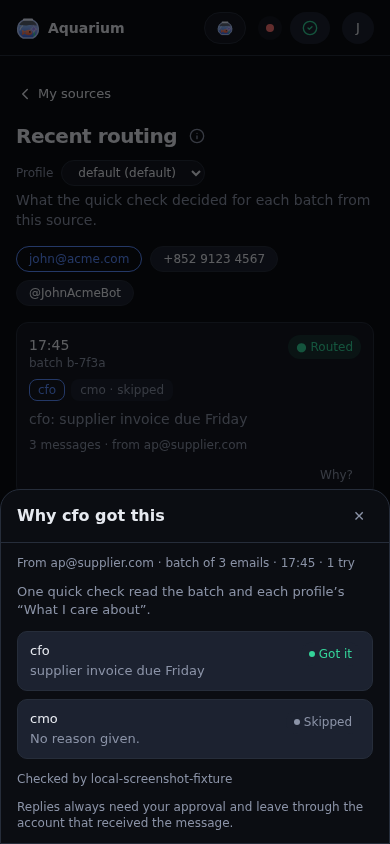 Aquarium
J
My sources
Recent routing
Profile default (default)
What the quick check decided for each batch from
this source.
john@acme.com +852 9123 4567
@JohnAcmeBot
17:45 Routed
batch b-7f3a
cfo cmo · skipped
cfo: supplier invoice due Friday
3 messages · from ap@supplier.com
Why?
Why cfo got this ×
From ap@supplier.com · batch of 3 emails · 17:45 · 1 try
One quick check read the batch and each profile’s
“What I care about”.
cfo Got it
supplier invoice due Friday
cmo Skipped
No reason given.
Checked by local-screenshot-fixture
Replies always need your approval and leave through the
account that received the message.